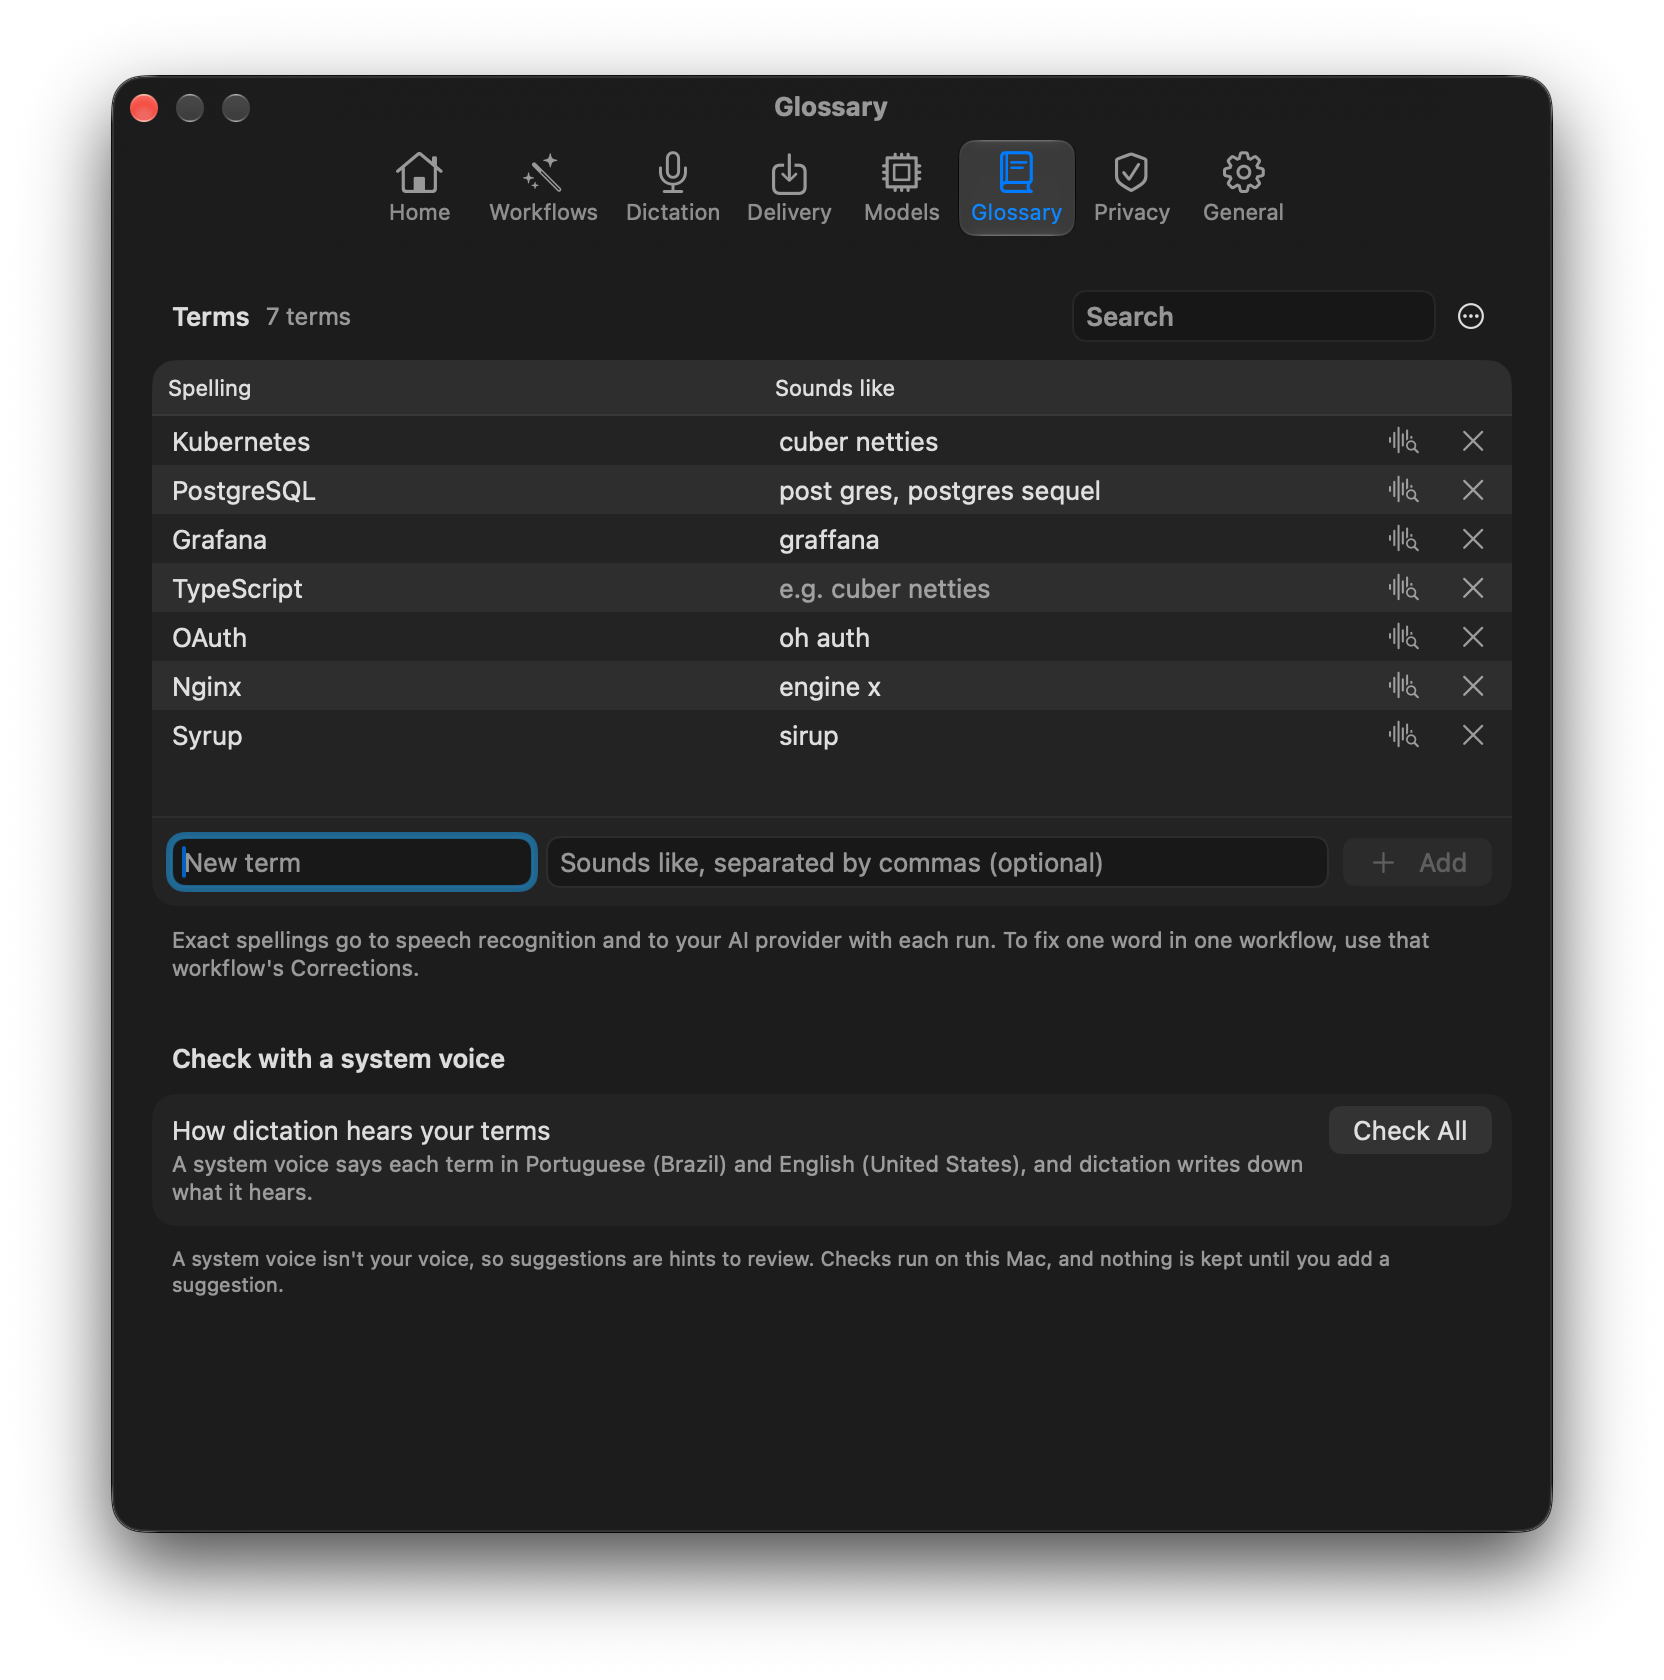 Glossary
Home Workflows Dictation Delivery Models Glossary Privacy General
Terms 7 terms Search
Spelling Sounds like
Kubernetes cuber netties
PostgreSQL post gres, postgres sequel
Grafana graffana
TypeScript e.g. cuber netties
OAuth oh auth
Nginx engine x
Syrup sirup
New term Sounds like, separated by commas (optional) + Add
Exact spellings go to speech recognition and to your AI provider with each run. To fix one word in one workflow, use that
workflow's Corrections.
Check with a system voice
How dictation hears your terms Check All
A system voice says each term in Portuguese (Brazil) and English (United States), and dictation writes down
what it hears.
A system voice isn't your voice, so suggestions are hints to review. Checks run on this Mac, and nothing is kept until you add a
suggestion.